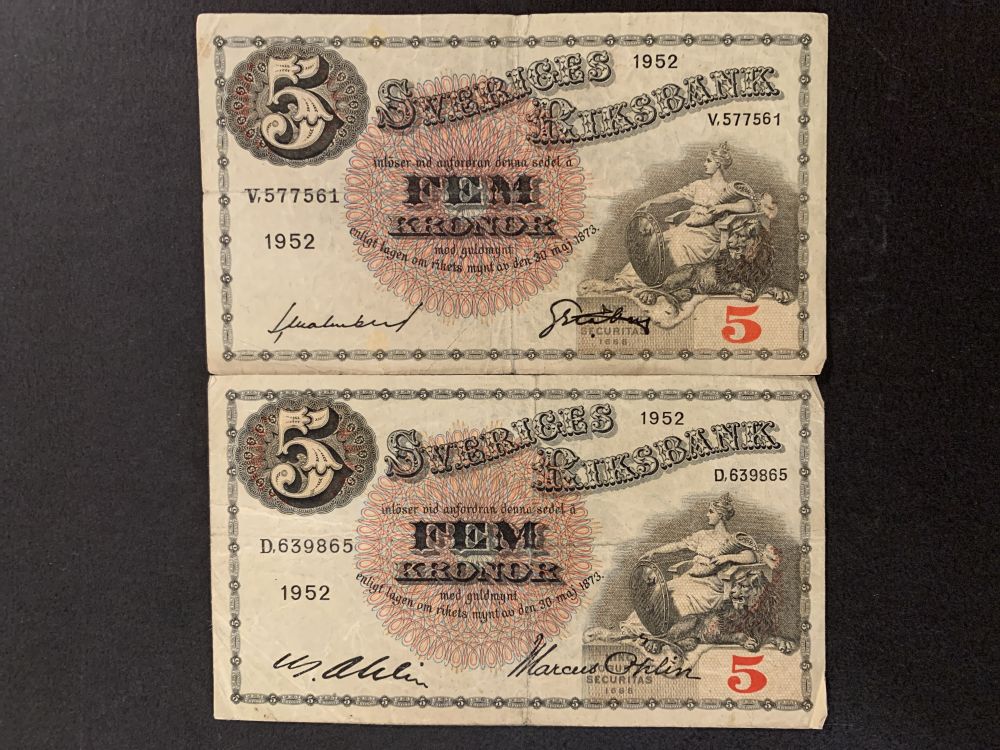 5
SVERIGES 1952
RIKSBANK
V,577561
inlöser vid anfordran denna sedel å
FEM
KRONOR
V,577561
med guldmynt
enligt lagen om rikets mynt av den 30 maj 1873.
1952
SECURITAS
1668
5
5
SVERIGES 1952
RIKSBANK
D,639865
inlöser vid anfordran denna sedel å
FEM
KRONOR
D,639865
med guldmynt
enligt lagen om rikets mynt av den 30 maj 1873.
1952
Marcus
SECURITAS
1668
5